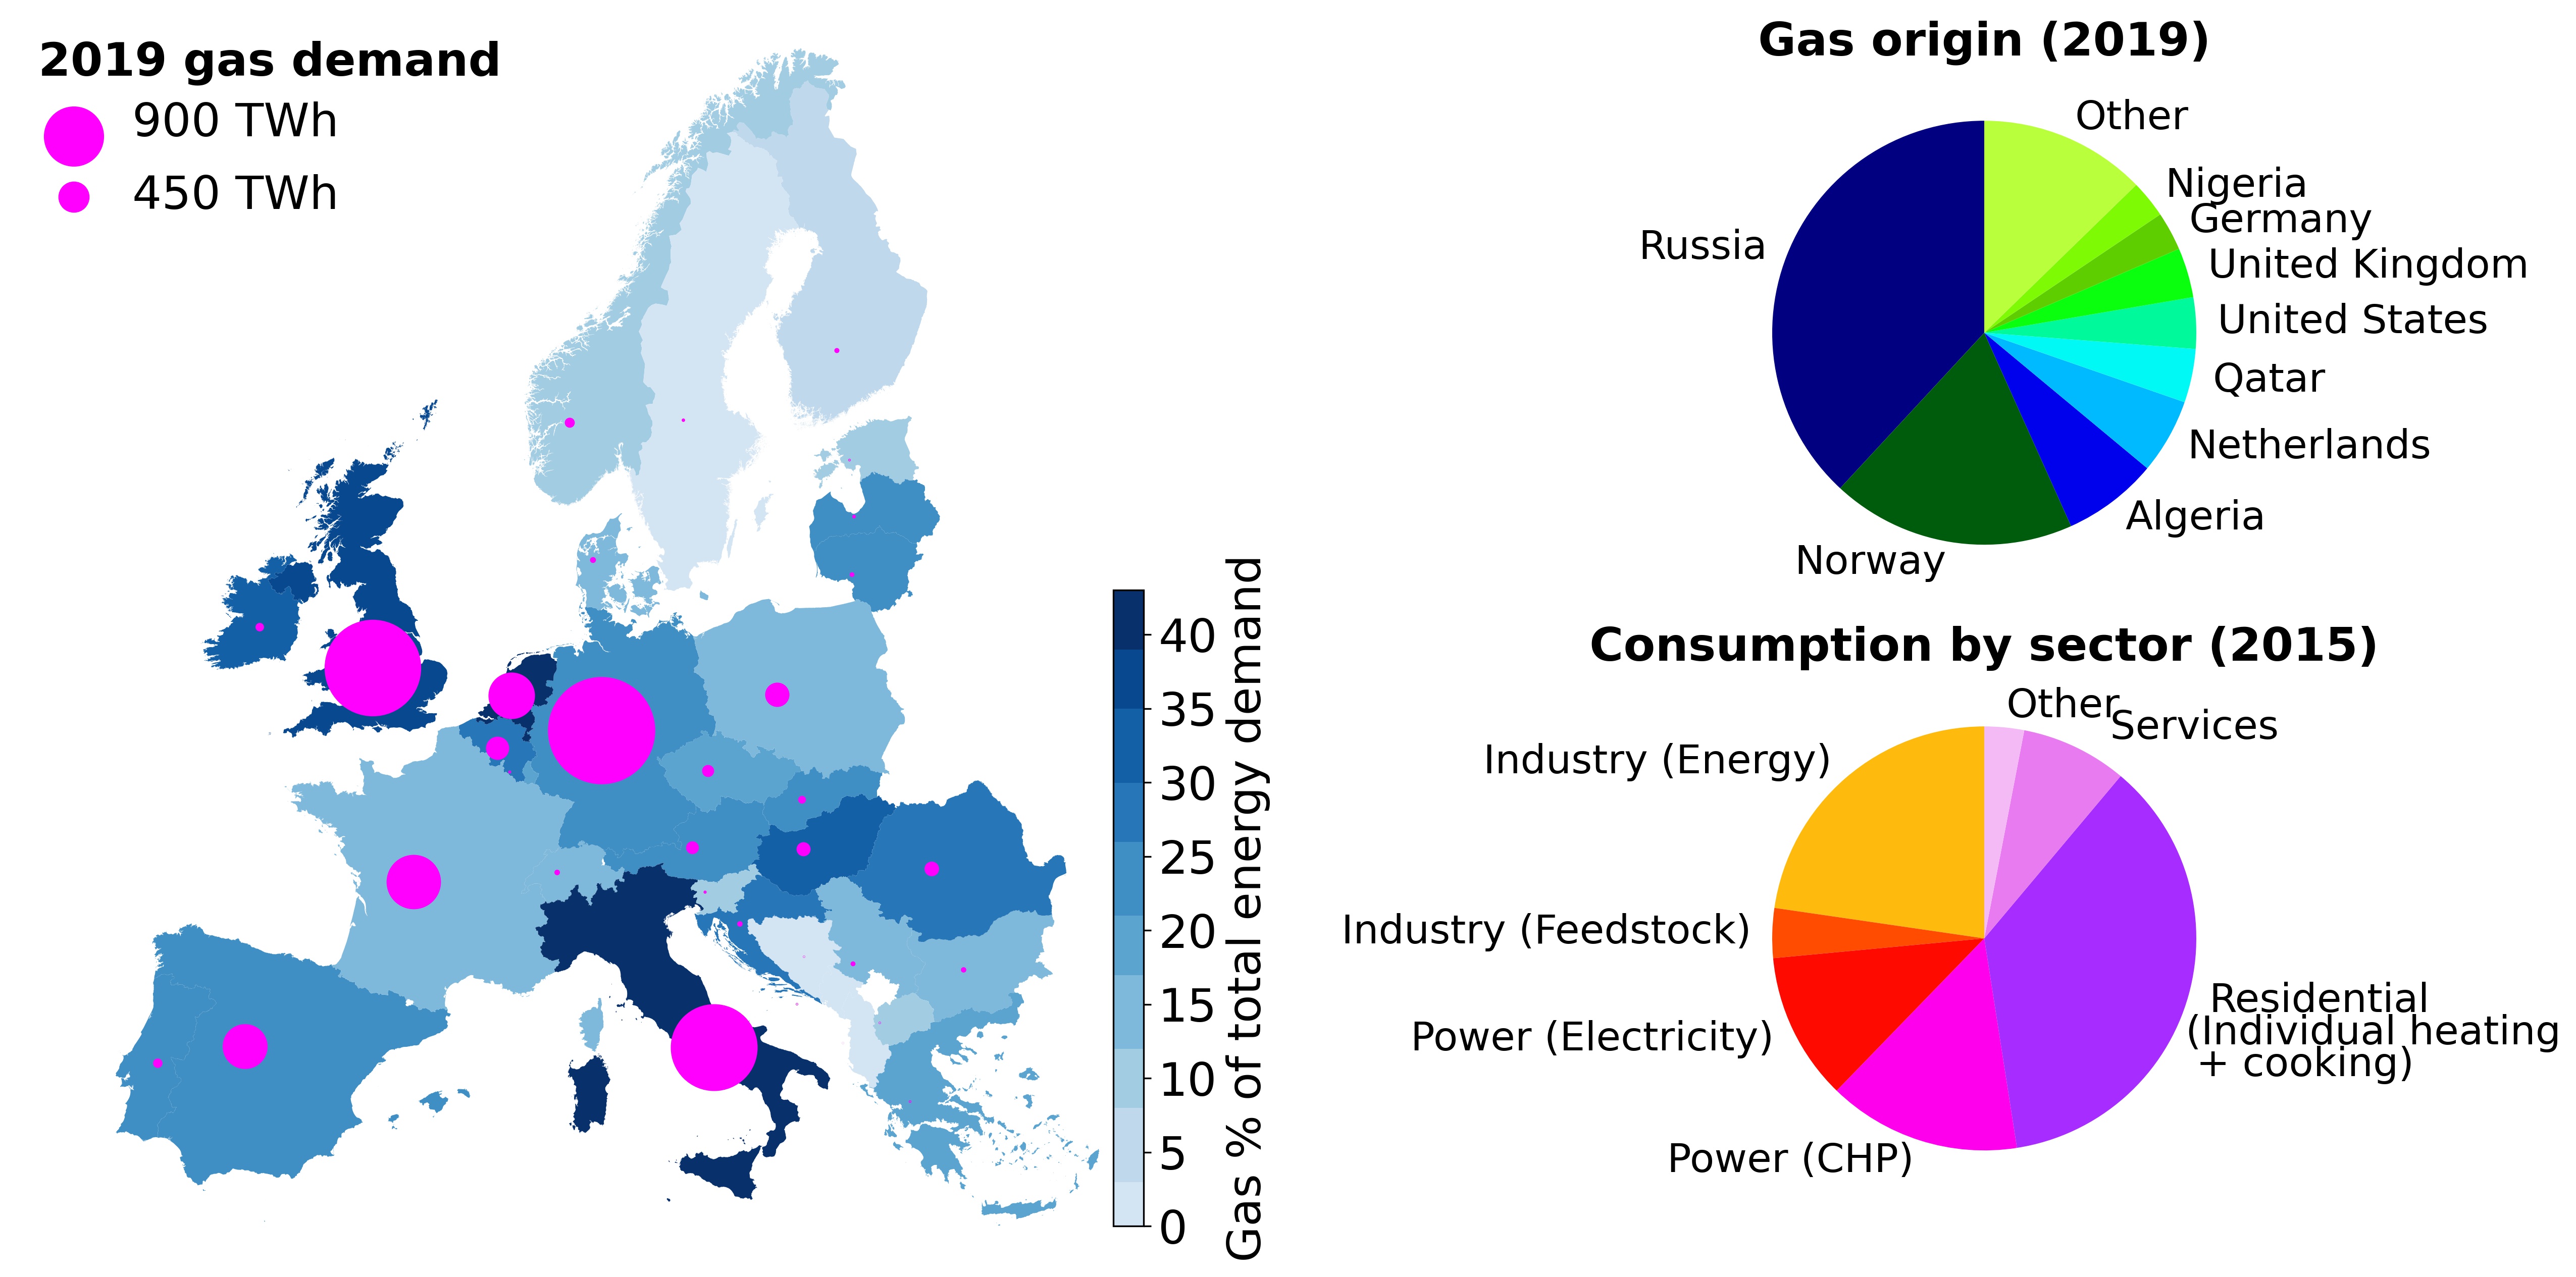 2019 gas demand
900 TWh
450 TWh
40
35
30
25
20
15
10
5
0
Gas % of total energy demand
Gas origin (2019)
Other
Nigeria
Germany
United Kingdom
United States
Qatar
Netherlands
Algeria
Norway
Russia
Consumption by sector (2015)
Other
Services
Industry (Energy)
Industry (Feedstock)
Residential
(Individual heating
+ cooking)
Power (Electricity)
Power (CHP)